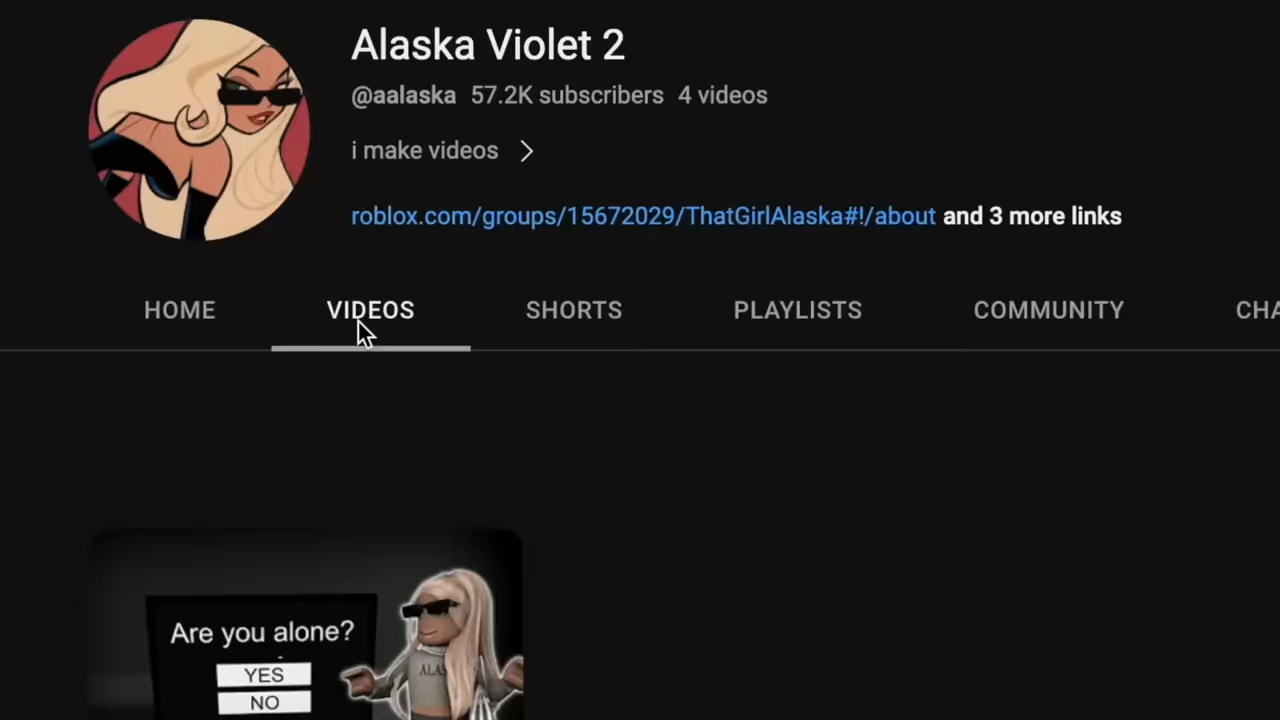 Alaska Violet 2
@aalaska 57.2K subscribers 4 videos
i make videos
roblox.com/groups/15672029/ThatGirlAlaska#!/about and 3 more links
HOME VIDEOS SHORTS PLAYLISTS COMMUNITY CHA
Are you alone?
YES
NO
ALAS